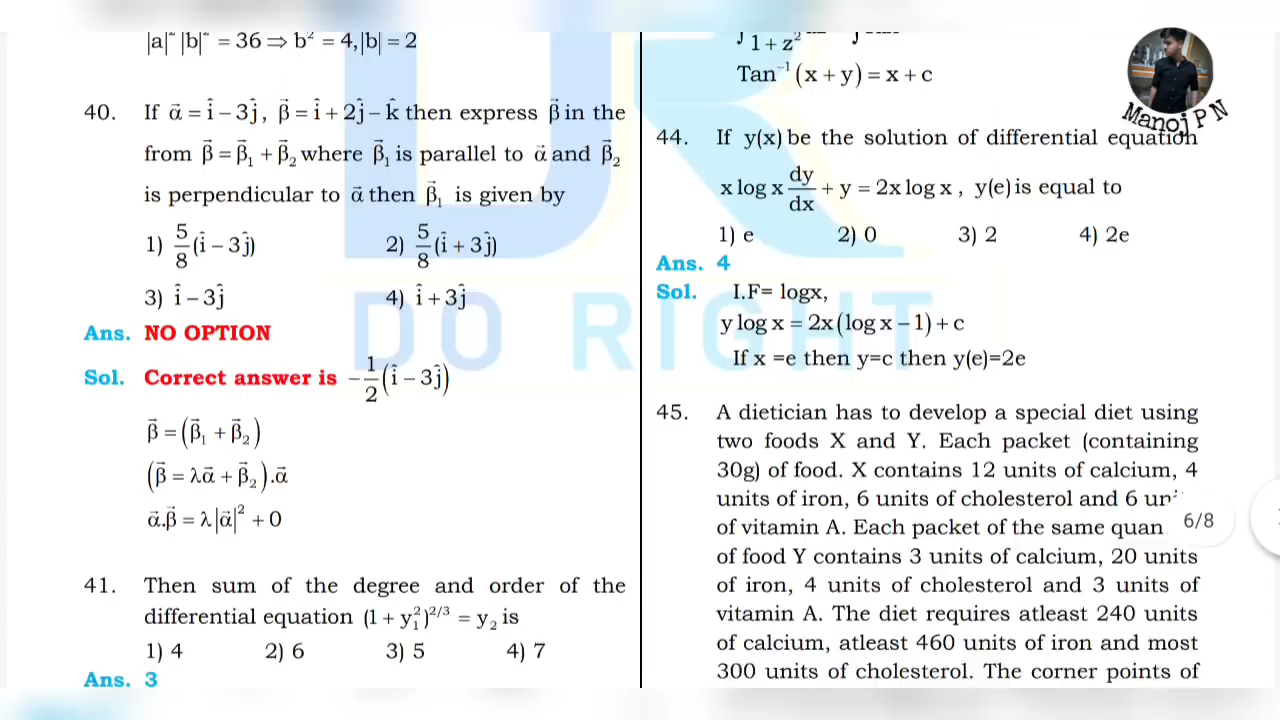 |a|² |b|² = 36 ⇒ b² = 4, |b| = 2
40. If α⃗ = î − 3ĵ, β⃗ = î + 2ĵ − k̂ then express β⃗ in the
from β⃗ = β⃗₁ + β⃗₂ where β⃗₁ is parallel to α⃗ and β⃗₂
is perpendicular to α⃗ then β⃗₁ is given by
1) 5/8 (î − 3ĵ) 2) 5/8 (î + 3ĵ)
3) î − 3ĵ 4) î + 3ĵ
Ans. NO OPTION
Sol. Correct answer is −1/2 (î − 3ĵ)
β⃗ = (β⃗₁ + β⃗₂)
(β⃗ = λα⃗ + β⃗₂).α⃗
α⃗.β⃗ = λ|α⃗|² + 0
41. Then sum of the degree and order of the
differential equation (1 + y₁²)^(2/3) = y₂ is
1) 4 2) 6 3) 5 4) 7
Ans. 3
1 + z²
Tan⁻¹ (x + y) = x + c
44. If y(x) be the solution of differential equation
x log x dy/dx + y = 2x log x , y(e) is equal to
1) e 2) 0 3) 2 4) 2e
Ans. 4
Sol. I.F= logx,
y log x = 2x(log x − 1) + c
If x =e then y=c then y(e)=2e
45. A dietician has to develop a special diet using
two foods X and Y. Each packet (containing
30g) of food. X contains 12 units of calcium, 4
units of iron, 6 units of cholesterol and 6
of vitamin A. Each packet of the same quan
of food Y contains 3 units of calcium, 20 units
of iron, 4 units of cholesterol and 3 units of
vitamin A. The diet requires atleast 240 units
of calcium, atleast 460 units of iron and most
300 units of cholesterol. The corner points of
Manoj P N
6/8
DO RIGHT